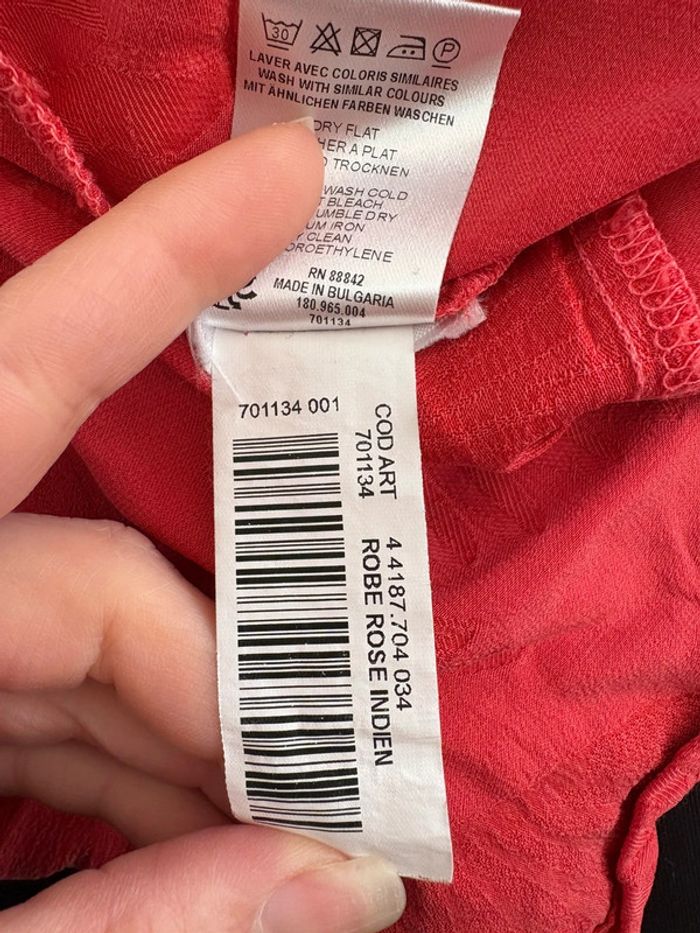 30
P
LAVER AVEC COLORIS SIMILAIRES
WASH WITH SIMILAR COLOURS
MIT ÄHNLICHEN FARBEN WASCHEN
DRY FLAT
A PLAT
TROCKNEN
WASH COLD
BLEACH
DRY
IRON
CLEAN
RN 88842
MADE IN BULGARIA
180.965.004
701134
701134 001
COD ART
701134
4 4187.704 034
ROBE ROSE INDIEN